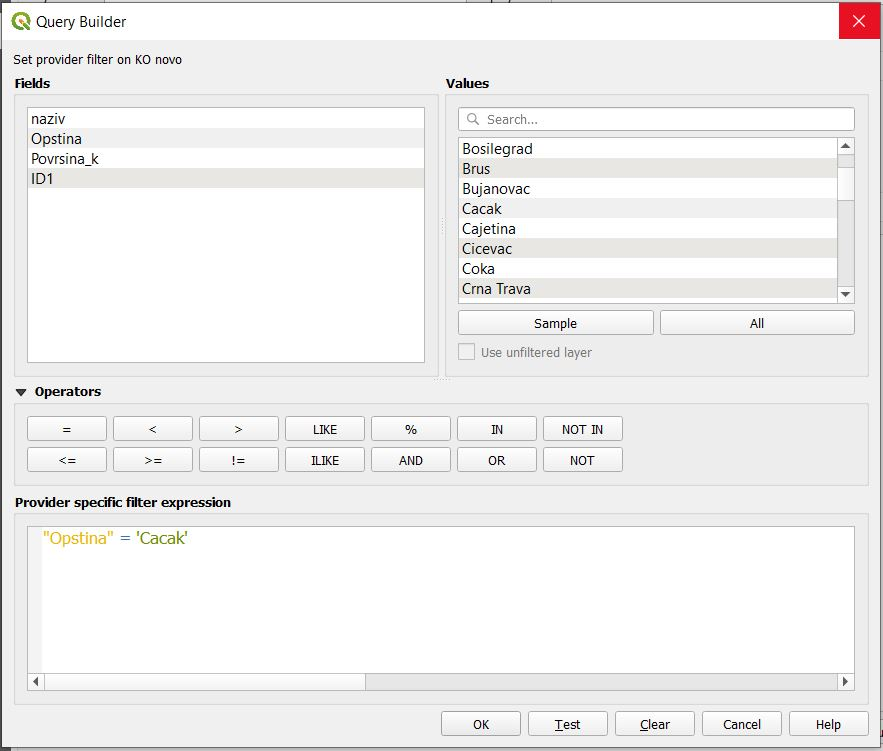 Query Builder
Set provider filter on KO novo
Fields
naziv
Opstina
Povrsina_k
ID1
Values
Search...
Bosilegrad
Brus
Bujanovac
Cacak
Cajetina
Cicevac
Coka
Crna Trava
Sample All
Use unfiltered layer
Operators
= < > LIKE % IN NOT IN
<= >= != ILIKE AND OR NOT
Provider specific filter expression
"Opstina" = 'Cacak'
OK Test Clear Cancel Help